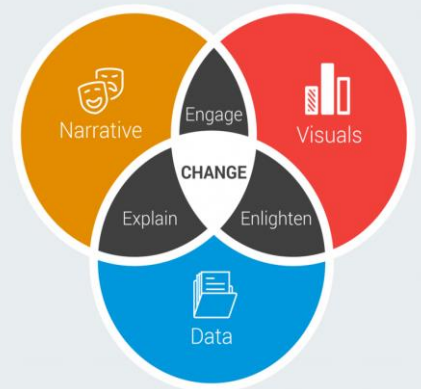 Engage
Narrative
Visuals
CHANGE
Explain
Enlighten
Data